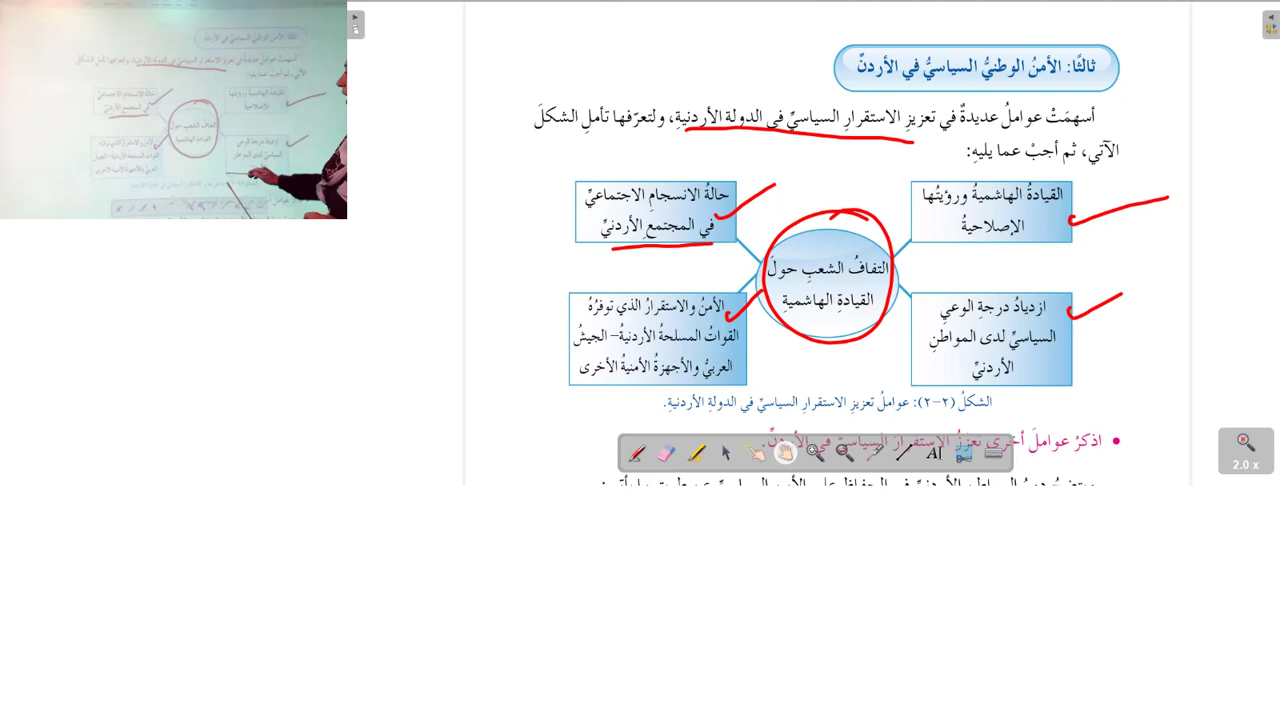 ثالثًا: الأمنُ الوطنيُّ السياسيُّ في الأردنِّ
أسهمَتْ عواملُ عديدةٌ في تعزيزِ الاستقرارِ السياسيِّ في الدولة الأردنيةِ، ولتعرّفها تأملِ الشكلَ
الآتي، ثم أجبْ عما يليهِ:
القيادةُ الهاشميةُ ورؤيتُها
الإصلاحيةُ
حالةُ الانسجامِ الاجتماعيِّ
في المجتمعِ الأردنيِّ
التفافُ الشعبِ حولَ
القيادةِ الهاشميةِ
ازديادُ درجةِ الوعيِ
السياسيِّ لدى المواطنِ
الأردنيِّ
الأمنُ والاستقرارُ الذي توفرُهُ
القواتُ المسلحةُ الأردنيةُ– الجيشُ
العربيُّ والأجهزةُ الأمنيةُ الأخرى
الشكلُ (٢-٢): عواملُ تعزيزِ الاستقرارِ السياسيِّ في الدولةِ الأردنيةِ.
• اذكرْ عواملَ أخرى تعززُ الاستقرارَ السياسيَّ في الأردنِّ.
2.0 x